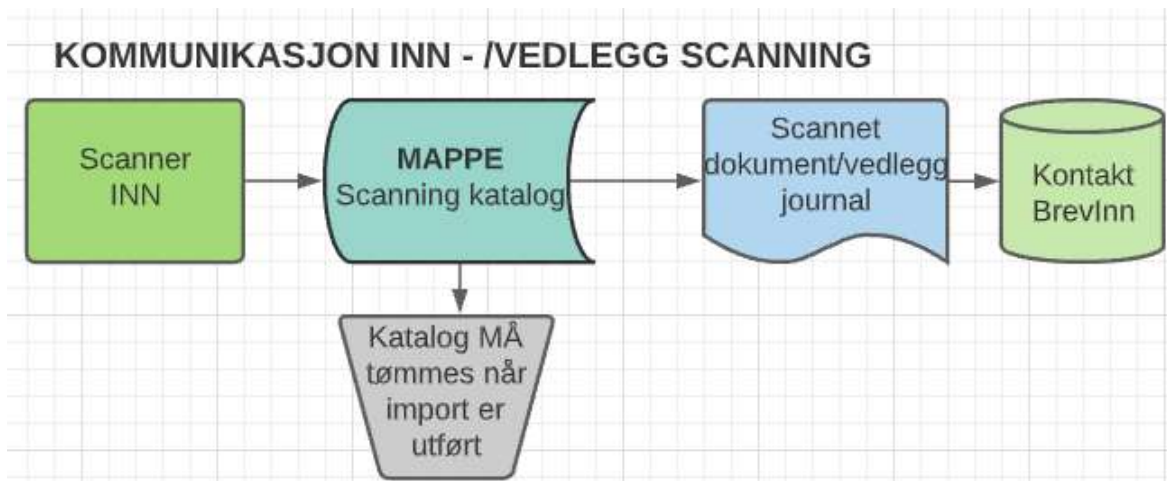 KOMMUNIKASJON INN - /VEDLEGG SCANNING
Scanner
INN
MAPPE
Scanning katalog
Scannet
dokument/vedlegg
journal
Kontakt
BrevInn
Katalog MÅ
tømmes når
import er
utført